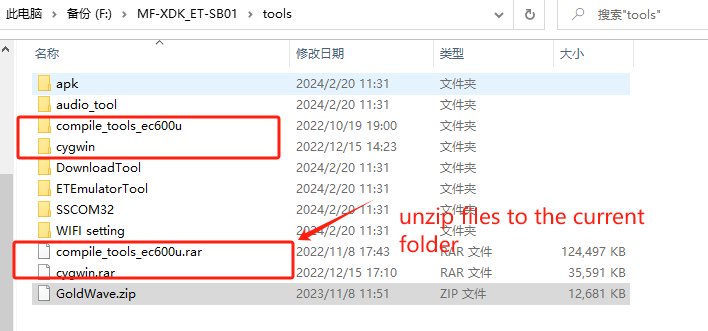 此电脑 > 备份 (F:) > MF-XDK_ET-SB01 > tools
搜索"tools"
名称 修改日期 类型 大小
apk 2024/2/20 11:31 文件夹
audio_tool 2024/2/20 11:31 文件夹
compile_tools_ec600u 2022/10/19 19:00 文件夹
cygwin 2022/12/15 14:23 文件夹
DownloadTool 2024/2/20 11:31 文件夹
ETEmulatorTool 2024/2/20 11:31 文件夹
SSCOM32 2024/2/20 11:31 文件夹
WIFI setting 2024/2/20 11:31 文件夹
unzip files to the current
folder
compile_tools_ec600u.rar 2022/11/8 17:43 RAR 文件 124,497 KB
cygwin.rar 2022/12/15 17:10 RAR 文件 35,591 KB
GoldWave.zip 2023/11/8 11:51 ZIP 文件 12,681 KB